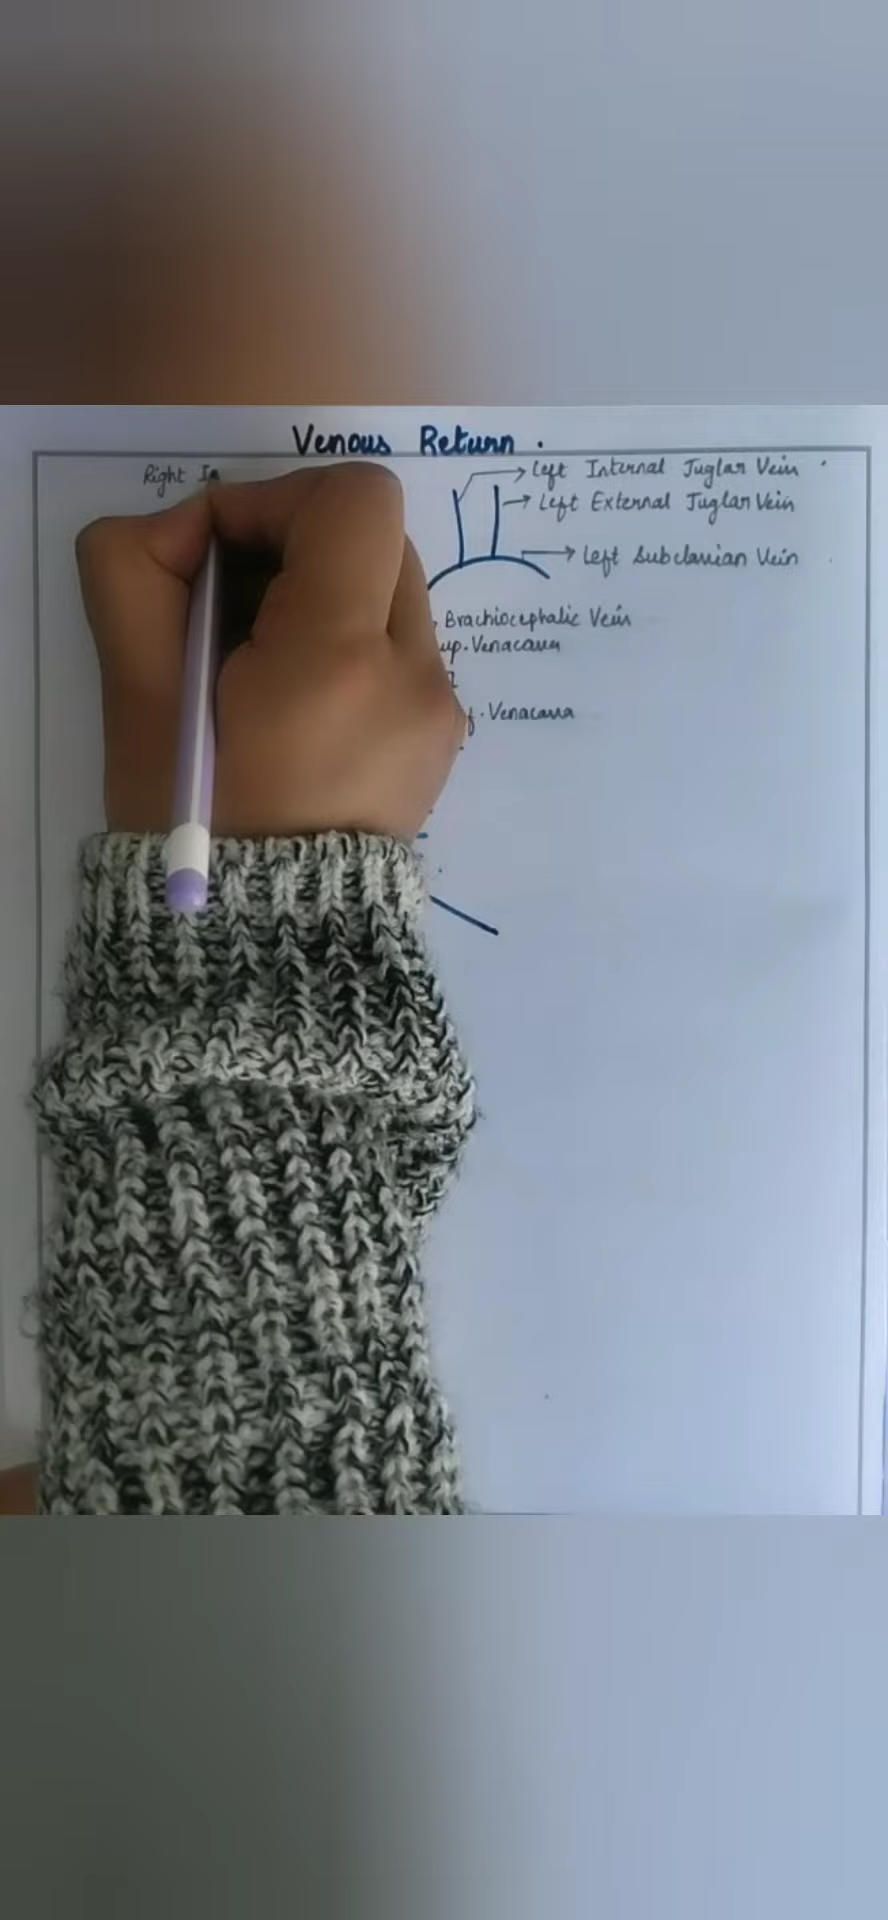 Venous Return .
Left Internal Juglar Vein
Right In
Left External Juglar Vein
Left Subclavian Vein
Brachiocephalic Vein
up. Venacava
f. Venacava